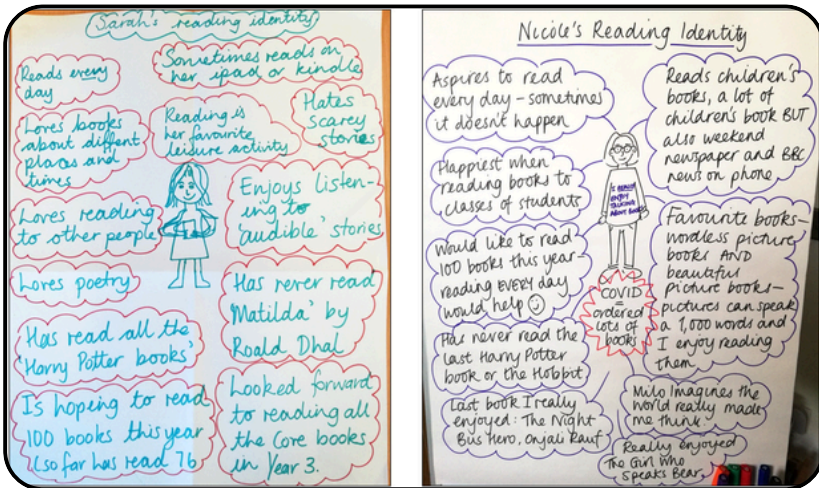 Sarah's reading identity
Reads every
day
Sometimes reads on
her ipad or kindle
Loves books
about diffent
places and
times
Reading is
her favourite
leisure activity
Hates
scarey
stories
Enjoys listen-
ing to
'audible' stories
Loves reading
to other people
Loves poetry
Has never read
'Matilda' by
Roald Dhal
Has read all the
'Harry Potter books'
Is hoping to read
100 books this year
(so far has read 76
Looked forward
to reading all
the Core books
in Year 3.
Nicole's Reading Identity
Aspires to read
every day - sometimes
it doesn't happen
Reads children's
books, a lot of
children's book BUT
also weekend
newspaper and BBC
news on phone
Happiest when
reading books to
classes of students
I REALLY
ENJOY
TALKING
ABOUT BOOKS
Would like to read
100 books this year -
reading EVERY day
would help
Favourite books -
wordless picture
books AND
beautiful
picture books -
pictures can speak
a 1,000 words and
I enjoy reading
them.
COVID
=
ordered
lots of
books
Has never read the
last Harry Potter
book or the Hobbit
Last book I really
enjoyed: The Night
Bus Hero, Onjali Rauf
Milo Imagines the
world really made
me think.
Really enjoyed
The Girl Who
Speaks Bear.